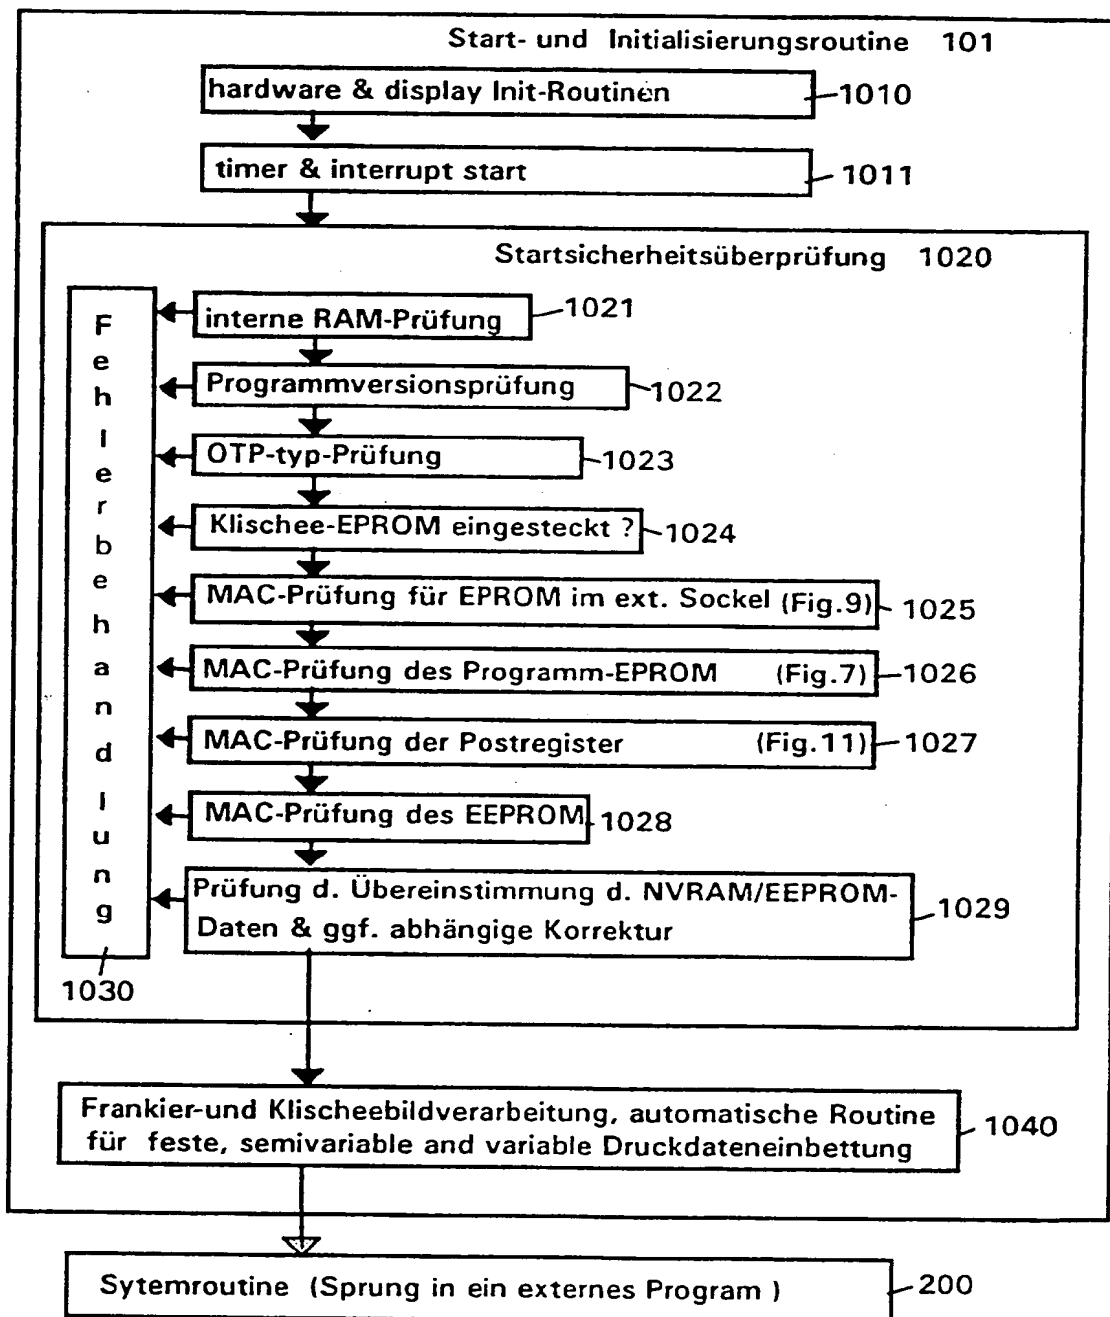 Start- und Initialisierungsroutine 101
hardware & display Init-Routinen 1010
timer & interrupt start 1011
Startsicherheitsüberprüfung 1020
Fehlerbehandlung
interne RAM-Prüfung 1021
Programmversionsprüfung 1022
OTP-typ-Prüfung 1023
Klischee-EPROM eingesteckt ? 1024
MAC-Prüfung für EPROM im ext. Sockel (Fig.9) 1025
MAC-Prüfung des Programm-EPROM (Fig.7) 1026
MAC-Prüfung der Postregister (Fig.11) 1027
MAC-Prüfung des EEPROM 1028
Prüfung d. Übereinstimmung d. NVRAM/EEPROM-
Daten & ggf. abhängige Korrektur 1029
1030
Frankier-und Klischeebildverarbeitung, automatische Routine
für feste, semivariable and variable Druckdateneinbettung 1040
Sytemroutine (Sprung in ein externes Program ) 200